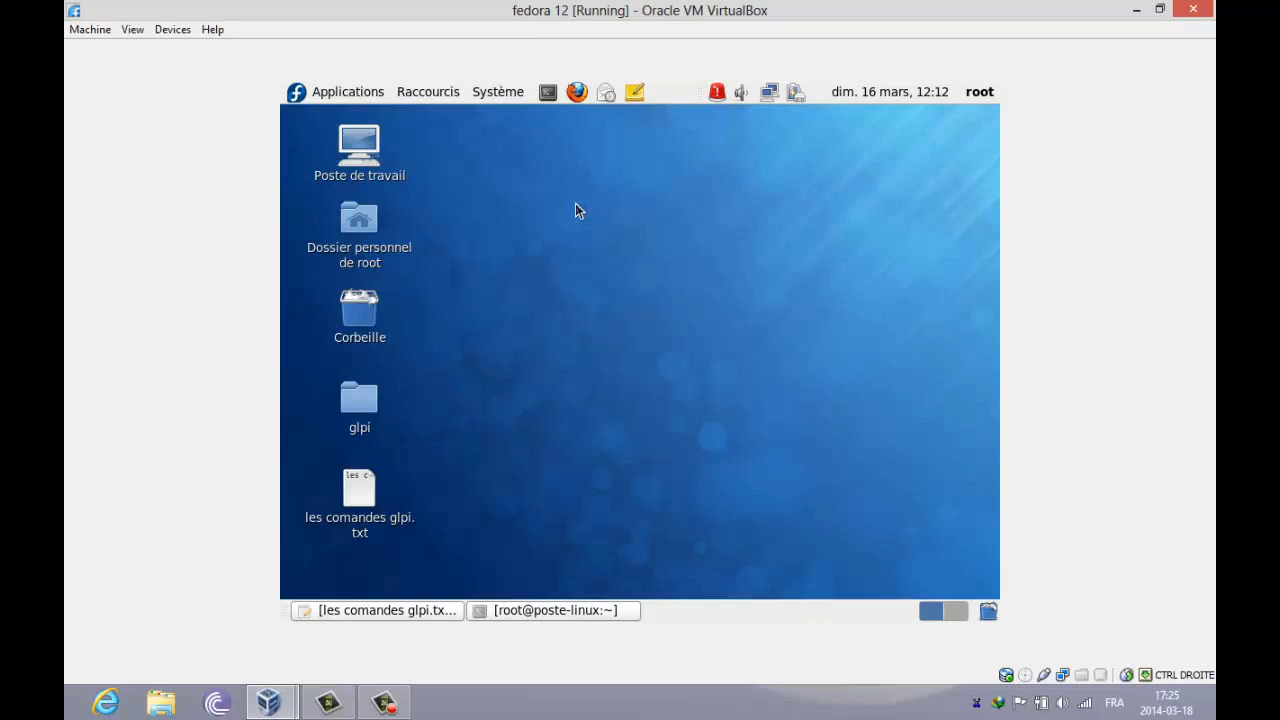 fedora 12 [Running] - Oracle VM VirtualBox
Machine View Devices Help
Applications Raccourcis Système dim. 16 mars, 12:12 root
Poste de travail
Dossier personnel
de root
Corbeille
glpi
les c
les comandes glpi.
txt
[les comandes glpi.tx... [root@poste-linux:~]
CTRL DROITE
FRA 17:25
2014-03-18